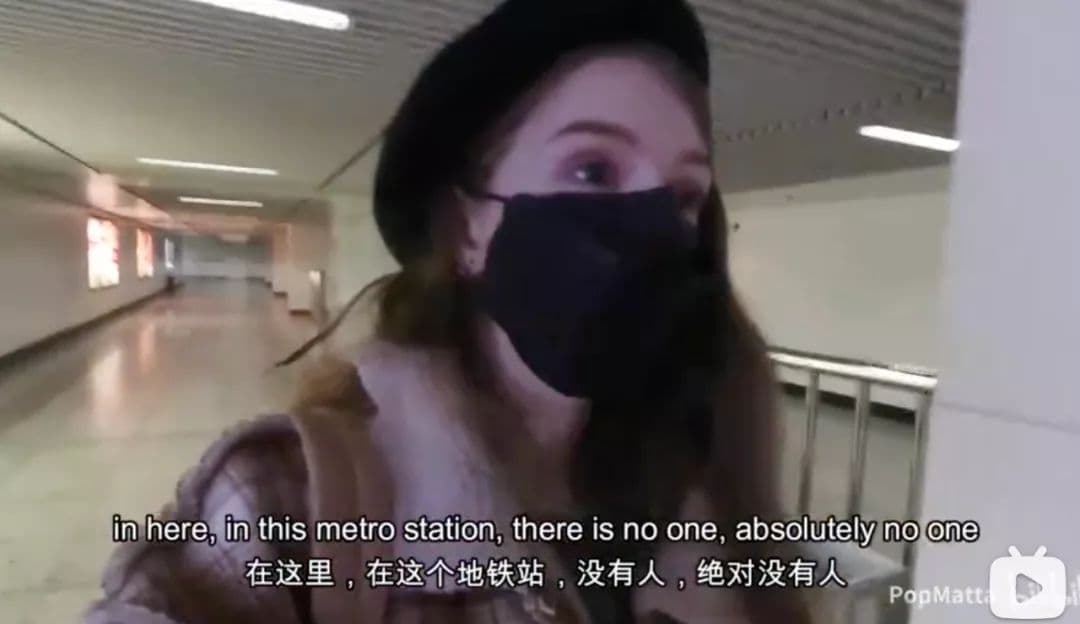 in here, in this metro station, there is no one, absolutely no one
在这里，在这个地铁站，没有人，绝对没有人
PopMatta